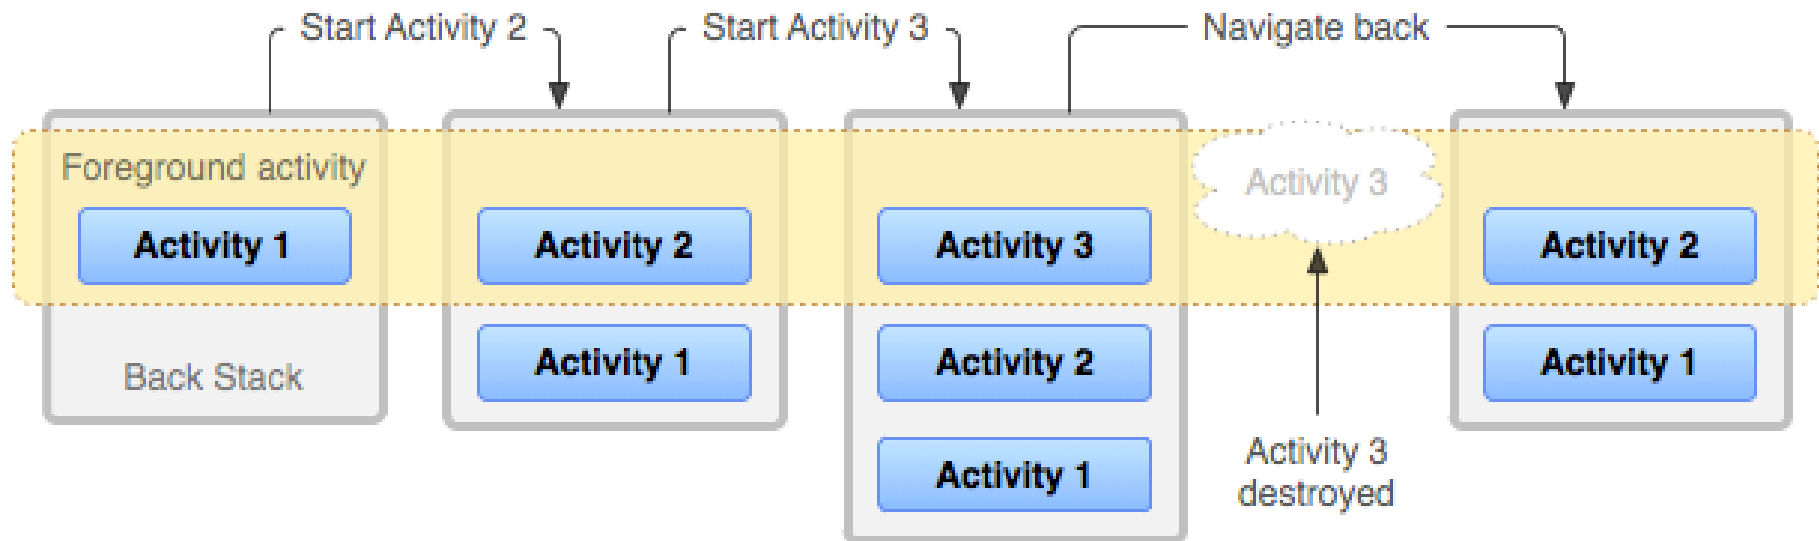 Start Activity 2
Start Activity 3
Navigate back
Foreground activity
Activity 1
Back Stack
Activity 2
Activity 1
Activity 3
Activity 2
Activity 1
Activity 3
Activity 3
destroyed
Activity 2
Activity 1